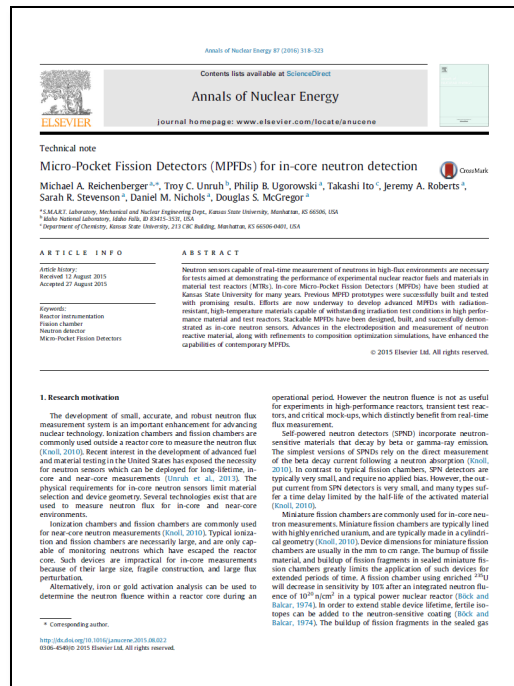 Annals of Nuclear Energy 87 (2016) 318–323
Contents lists available at ScienceDirect
Annals of Nuclear Energy
journal homepage: www.elsevier.com/locate/anucene
ELSEVIER
Technical note
Micro-Pocket Fission Detectors (MPFDs) for in-core neutron detection
CrossMark
Michael A. Reichenberger a,*, Troy C. Unruh b, Philip B. Ugorowski a, Takashi Ito c, Jeremy A. Roberts a,
Sarah R. Stevenson a, Daniel M. Nichols a, Douglas S. McGregor a
a S.M.A.R.T. Laboratory, Mechanical and Nuclear Engineering Dept., Kansas State University, Manhattan, KS 66506, USA
b Idaho National Laboratory, Idaho Falls, ID 83415-3531, USA
c Department of Chemistry, Kansas State University, 213 CBC Building, Manhattan, KS 66506-0401, USA
ARTICLE INFO
Article history:
Received 12 August 2015
Accepted 27 August 2015
Keywords:
Reactor instrumentation
Fission chamber
Neutron detector
Micro-Pocket Fission Detectors
ABSTRACT
Neutron sensors capable of real-time measurement of neutrons in high-flux environments are necessary
for tests aimed at demonstrating the performance of experimental nuclear reactor fuels and materials in
material test reactors (MTRs). In-core Micro-Pocket Fission Detectors (MPFDs) have been studied at
Kansas State University for many years. Previous MPFD prototypes were successfully built and tested
with promising results. Efforts are now underway to develop advanced MPFDs with radiation-
resistant, high-temperature materials capable of withstanding irradiation test conditions in high perfor-
mance material and test reactors. Stackable MPFDs have been designed, built, and successfully demon-
strated as in-core neutron sensors. Advances in the electrodeposition and measurement of neutron
reactive material, along with refinements to composition optimization simulations, have enhanced the
capabilities of contemporary MPFDs.
© 2015 Elsevier Ltd. All rights reserved.
1. Research motivation
The development of small, accurate, and robust neutron flux
measurement system is an important enhancement for advancing
nuclear technology. Ionization chambers and fission chambers are
commonly used outside a reactor core to measure the neutron flux
(Knoll, 2010). Recent interest in the development of advanced fuel
and material testing in the United States has exposed the necessity
for neutron sensors which can be deployed for long-lifetime, in-
core and near-core measurements (Unruh et al., 2013). The
physical requirements for in-core neutron sensors limit material
selection and device geometry. Several technologies exist that are
used to measure neutron flux for in-core and near-core
environments.
Ionization chambers and fission chambers are commonly used
for near-core neutron measurements (Knoll, 2010). Typical ioniza-
tion and fission chambers are necessarily large, and are only cap-
able of monitoring neutrons which have escaped the reactor
core. Such devices are impractical for in-core measurements
because of their large size, fragile construction, and large flux
perturbation.
Alternatively, iron or gold activation analysis can be used to
determine the neutron fluence within a reactor core during an
operational period. However the neutron fluence is not as useful
for experiments in high-performance reactors, transient test reac-
tors, and critical mock-ups, which distinctly benefit from real-time
flux measurement.
Self-powered neutron detectors (SPND) incorporate neutron-
sensitive materials that decay by beta or gamma-ray emission.
The simplest versions of SPNDs rely on the direct measurement
of the beta decay current following a neutron absorption (Knoll,
2010). In contrast to typical fission chambers, SPN detectors are
typically very small, and require no applied bias. However, the out-
put current from SPN detectors is very small, and many types suf-
fer a time delay limited by the half-life of the activated material
(Knoll, 2010).
Miniature fission chambers are commonly used for in-core neu-
tron measurements. Miniature fission chambers are typically lined
with highly enriched uranium, and are typically made in a cylindri-
cal geometry (Knoll, 2010). Device dimensions for miniature fission
chambers are usually in the mm to cm range. The burnup of fissile
material, and buildup of fission fragments in sealed miniature fis-
sion chambers greatly limits the application of such devices for
extended periods of time. A fission chamber using enriched 235U
will decrease in sensitivity by 10% after an integrated neutron flu-
ence of 10^20 n/cm2 in a typical power nuclear reactor (Böck and
Balcar, 1974). In order to extend stable device lifetime, fertile iso-
topes can be added to the neutron-sensitive coating (Böck and
Balcar, 1974). The buildup of fission fragments in the sealed gas
* Corresponding author.
http://dx.doi.org/10.1016/j.anucene.2015.08.022
0306-4549/© 2015 Elsevier Ltd. All rights reserved.